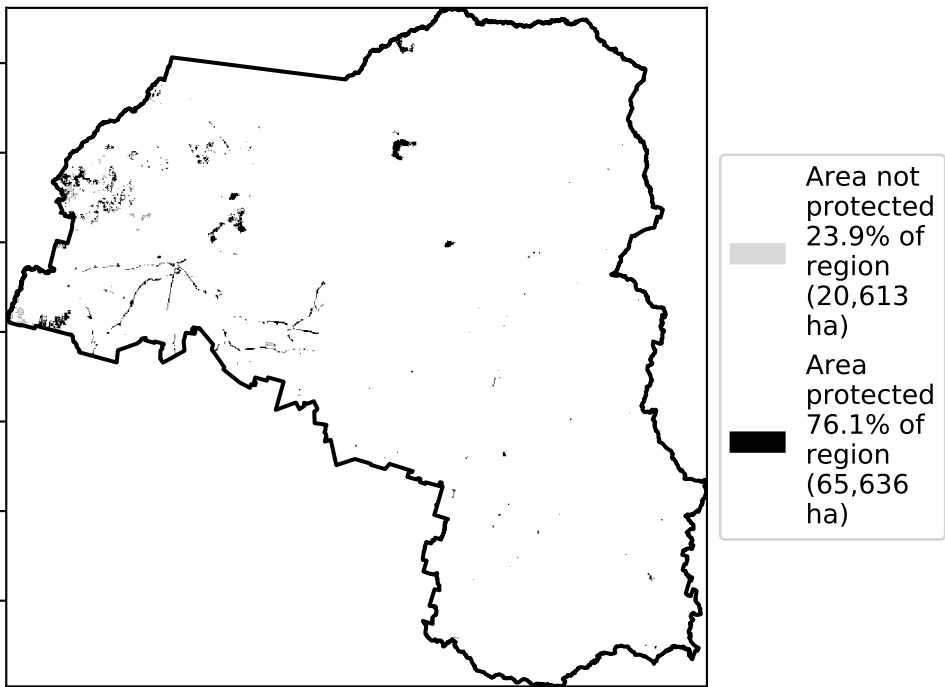 Area not
protected
23.9% of
region
(20,613
ha)
Area
protected
76.1% of
region
(65,636
ha)